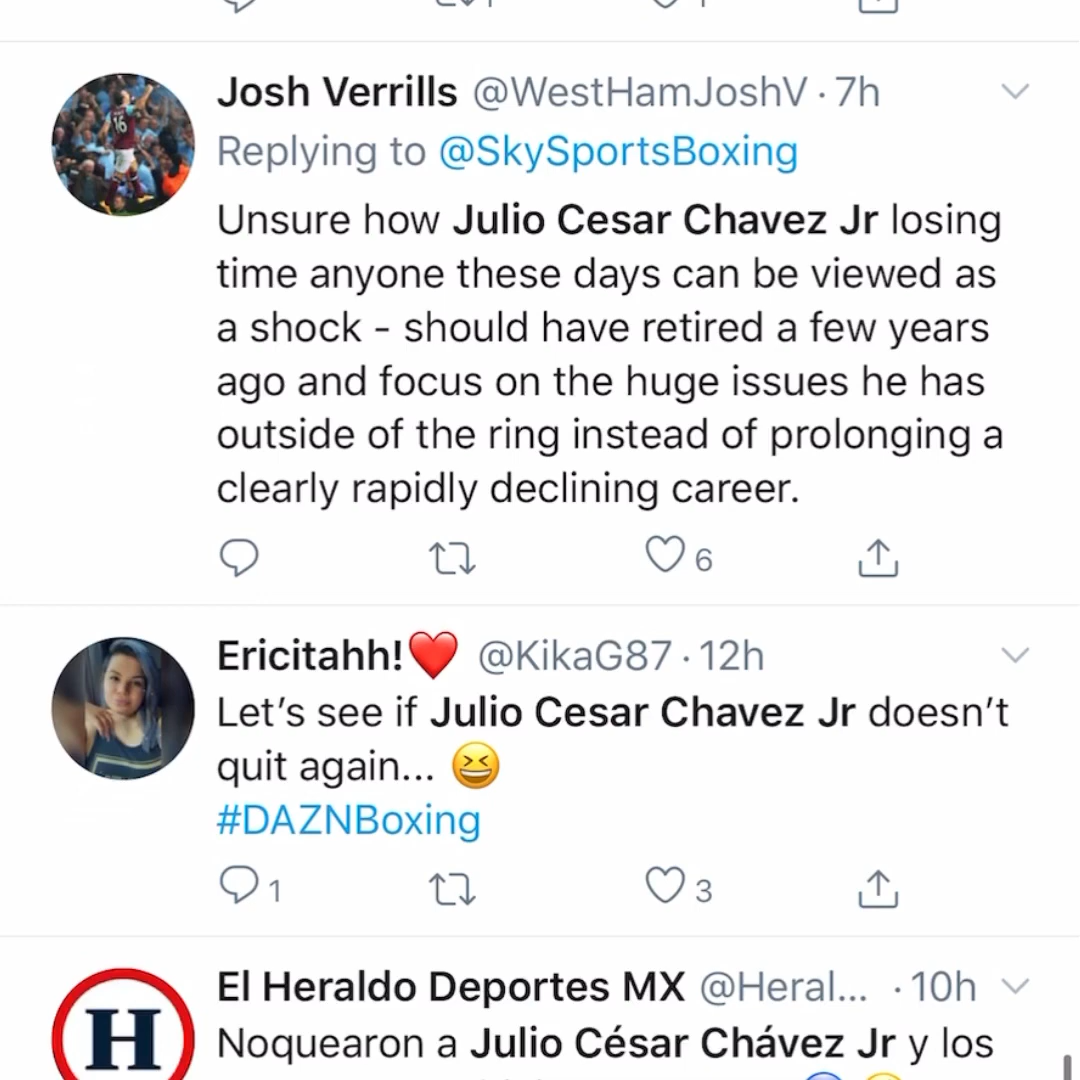 Josh Verrills @WestHamJoshV · 7h
Replying to @SkySportsBoxing
Unsure how Julio Cesar Chavez Jr losing
time anyone these days can be viewed as
a shock - should have retired a few years
ago and focus on the huge issues he has
outside of the ring instead of prolonging a
clearly rapidly declining career.
6
Ericitahh!❤️ @KikaG87 · 12h
Let's see if Julio Cesar Chavez Jr doesn't
quit again... 😆
#DAZNBoxing
1 3
H
El Heraldo Deportes MX @Heral... · 10h
Noquearon a Julio César Chávez Jr y los